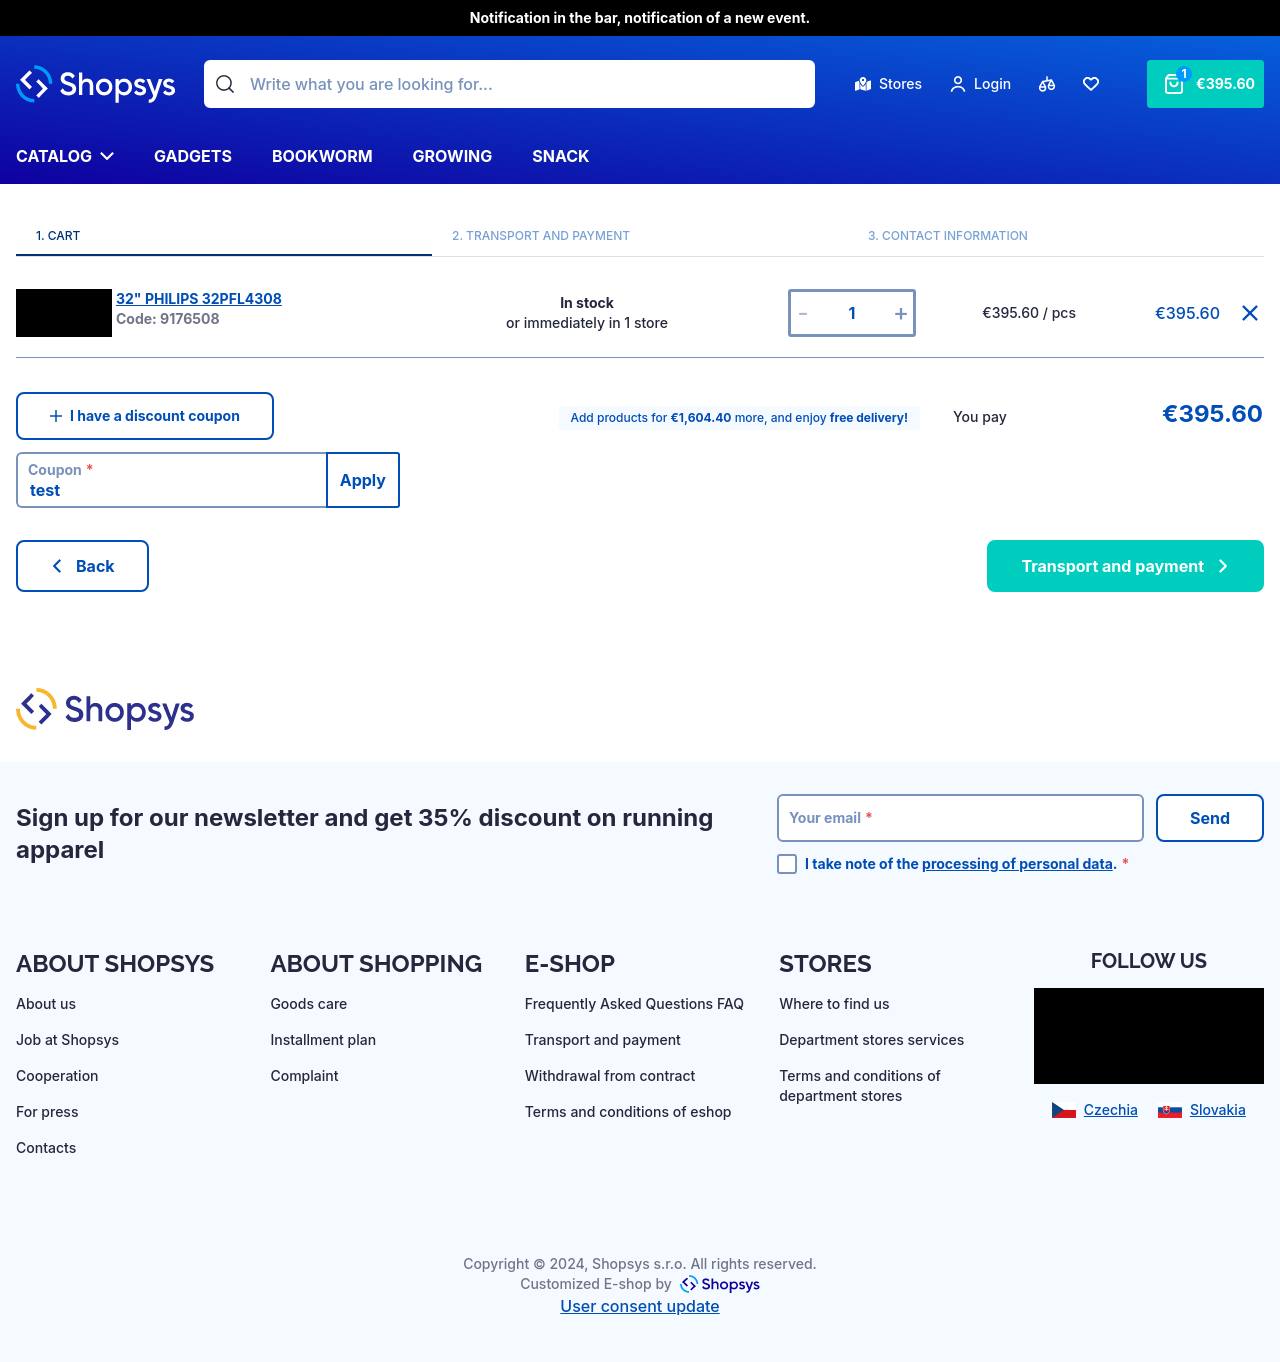 Notification in the bar, notification of a new event.
Shopsys
Write what you are looking for...
Stores
Login
1
€395.60
CATALOG
GADGETS
BOOKWORM
GROWING
SNACK
1. CART
2. TRANSPORT AND PAYMENT
3. CONTACT INFORMATION
32" PHILIPS 32PFL4308
Code: 9176508
In stock
or immediately in 1 store
- 1 +
€395.60 / pcs
€395.60
I have a discount coupon
Add products for €1,604.40 more, and enjoy free delivery!
You pay
€395.60
Coupon *
test
Apply
Back
Transport and payment
Shopsys
Sign up for our newsletter and get 35% discount on running
apparel
Your email *
Send
I take note of the processing of personal data. *
ABOUT SHOPSYS
About us
Job at Shopsys
Cooperation
For press
Contacts
ABOUT SHOPPING
Goods care
Installment plan
Complaint
E-SHOP
Frequently Asked Questions FAQ
Transport and payment
Withdrawal from contract
Terms and conditions of eshop
STORES
Where to find us
Department stores services
Terms and conditions of
department stores
FOLLOW US
Czechia
Slovakia
Copyright © 2024, Shopsys s.r.o. All rights reserved.
Customized E-shop by Shopsys
User consent update